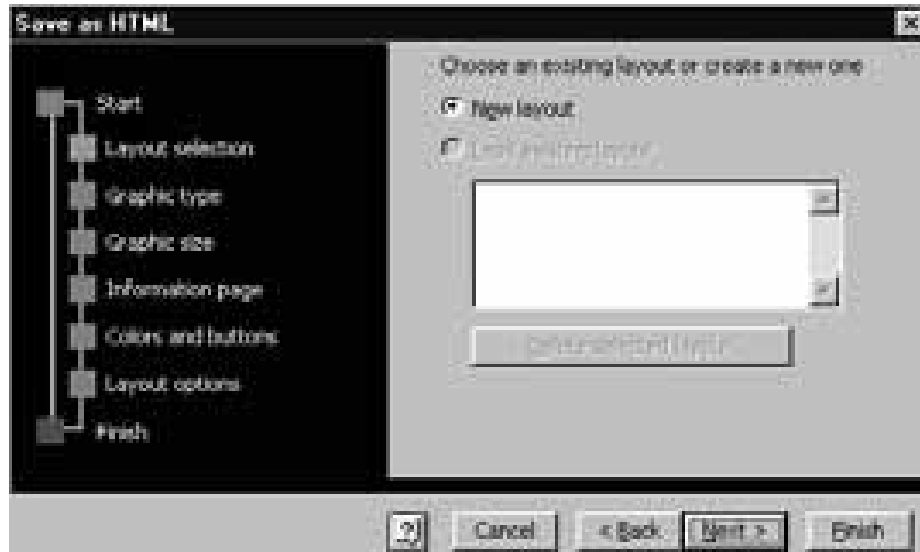 Save as HTML
Choose an existing layout or create a new one
Start
New layout
Layout selection
Graphic type
Graphic size
Information page
Colors and buttons
Layout options
Finish
Cancel
< Back
Next >
Finish